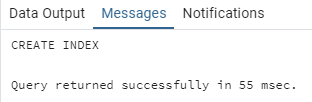 Data Output Messages Notifications
CREATE INDEX
Query returned successfully in 55 msec.